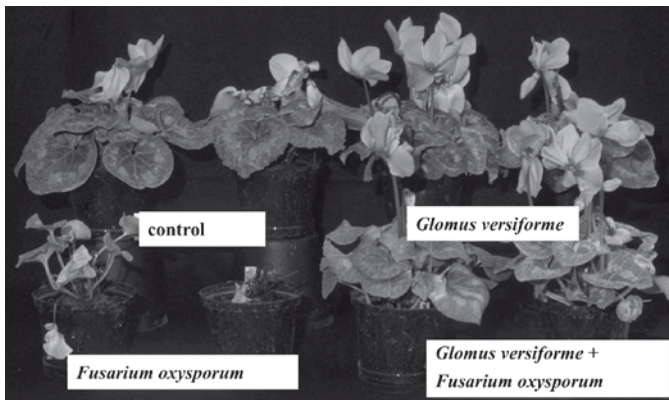 control
Glomus versiforme
Fusarium oxysporum
Glomus versiforme +
Fusarium oxysporum